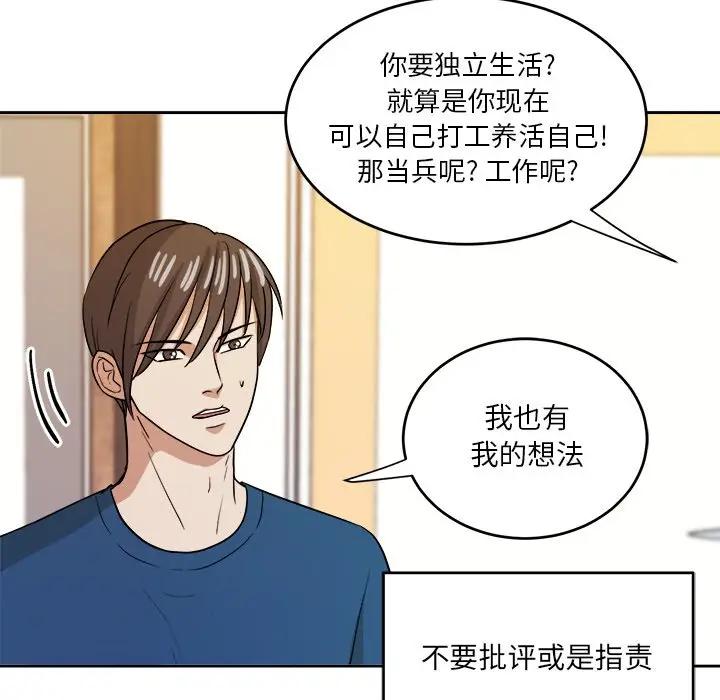 你要独立生活?
就算是你现在
可以自己打工养活自己!
那当兵呢? 工作呢?
我也有
我的想法
不要批评或是指责